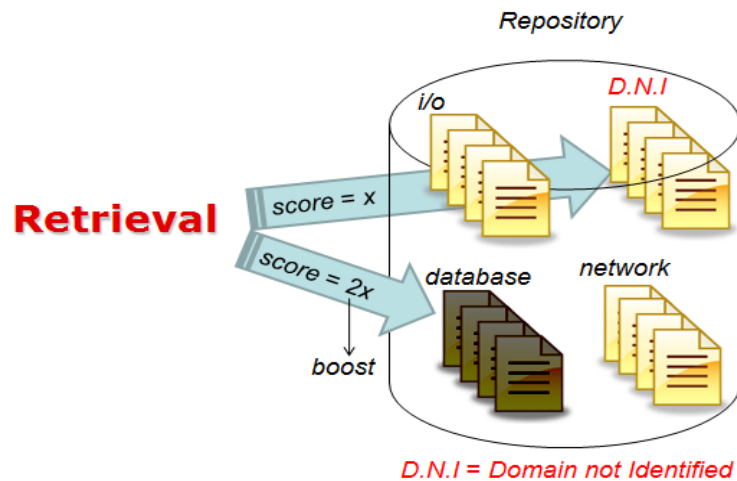 Repository
i/o
D.N.I
Retrieval
score = x
score = 2x
boost
database
network
D.N.I = Domain not Identified